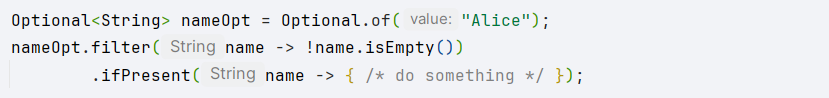 Optional<String> nameOpt = Optional.of( value: "Alice");
nameOpt.filter( String name -> !name.isEmpty())
.ifPresent( String name -> { /* do something */ });